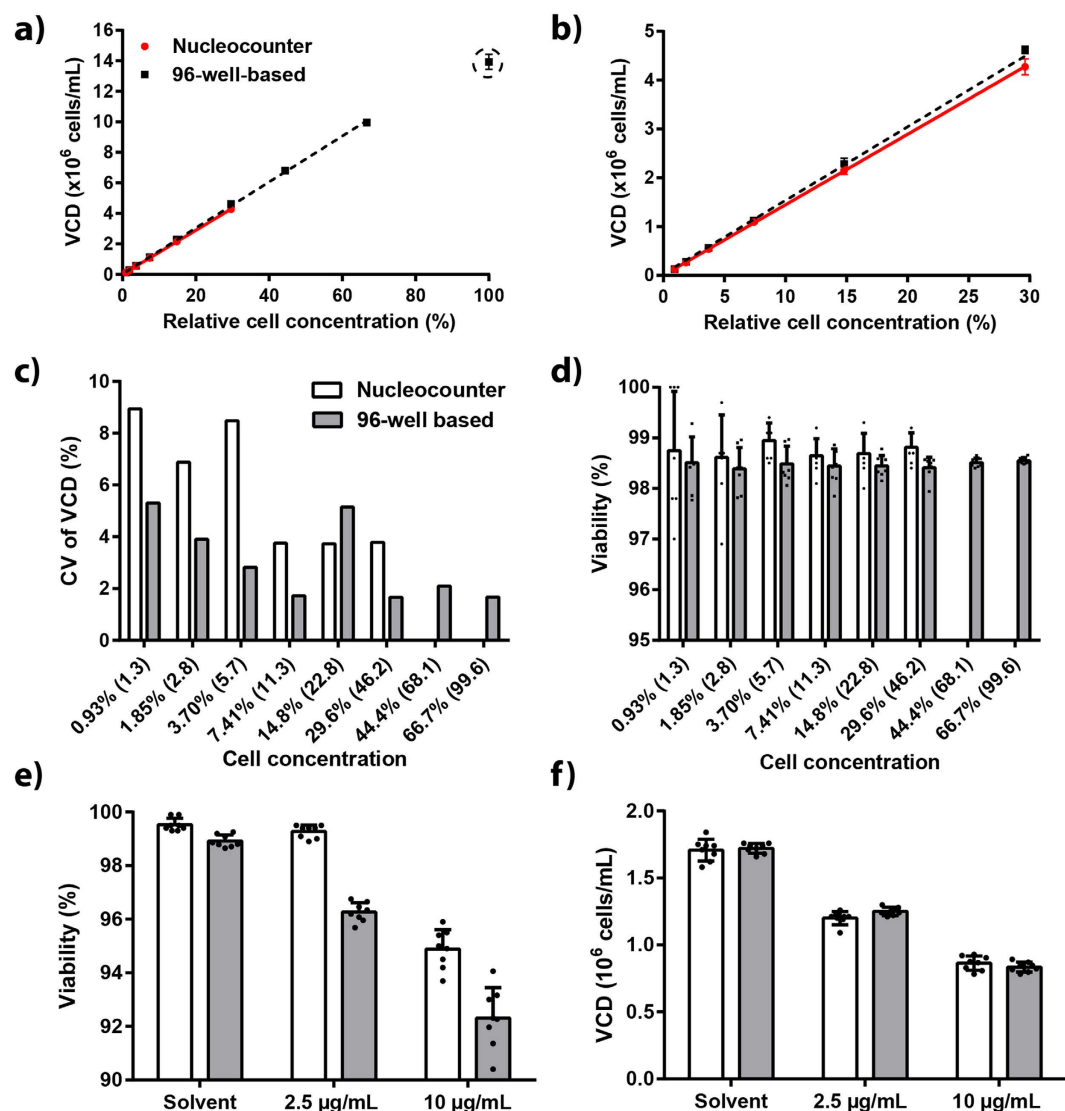 a)
Nucleocounter
96-well-based
VCD (x10⁶ cells/mL)
16
14
12
10
8
6
4
2
0
0 20 40 60 80 100
Relative cell concentration (%)
b)
VCD (x10⁶ cells/mL)
5
4
3
2
1
0
0 5 10 15 20 25 30
Relative cell concentration (%)
c)
Nucleocounter
96-well based
CV of VCD (%)
10
8
6
4
2
0
0.93% (1.3)
1.85% (2.8)
3.70% (5.7)
7.41% (11.3)
14.8% (22.8)
29.6% (46.2)
44.4% (68.1)
66.7% (99.6)
Cell concentration
d)
Viability (%)
100
99
98
97
96
95
0.93% (1.3)
1.85% (2.8)
3.70% (5.7)
7.41% (11.3)
14.8% (22.8)
29.6% (46.2)
44.4% (68.1)
66.7% (99.6)
Cell concentration
e)
Viability (%)
100
98
96
94
92
90
Solvent 2.5 µg/mL 10 µg/mL
f)
VCD (10⁶ cells/mL)
2.0
1.5
1.0
0.5
0.0
Solvent 2.5 µg/mL 10 µg/mL